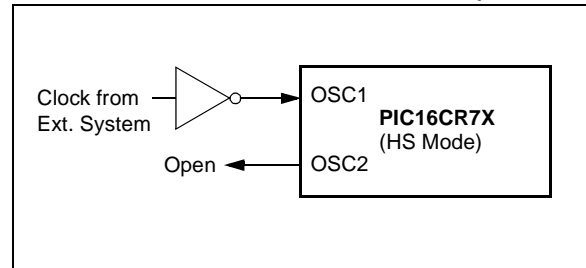 Clock from
Ext. System
OSC1
PIC16CR7X
(HS Mode)
Open
OSC2